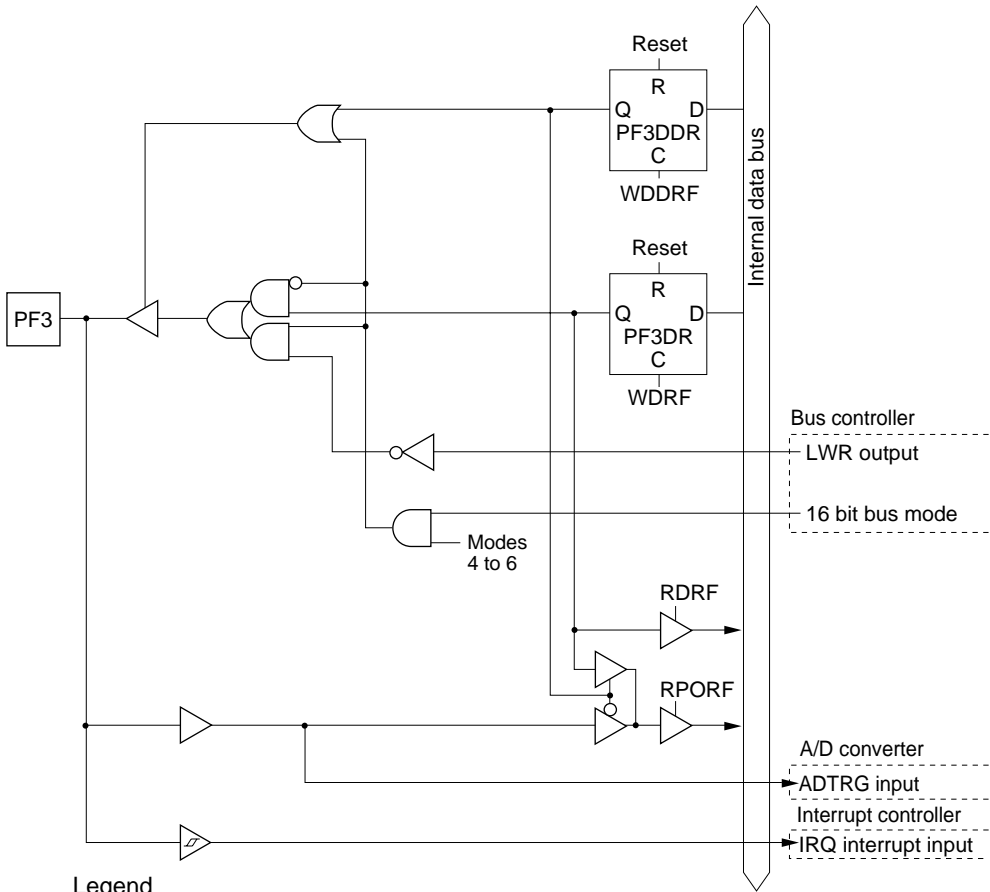 Reset
R
Q D
PF3DDR
C
WDDRF
Internal data bus
Reset
R
PF3
Q D
PF3DR
C
WDRF
Bus controller
LWR output
16 bit bus mode
Modes
4 to 6
RDRF
RPORF
A/D converter
ADTRG input
Interrupt controller
IRQ interrupt input
Legend